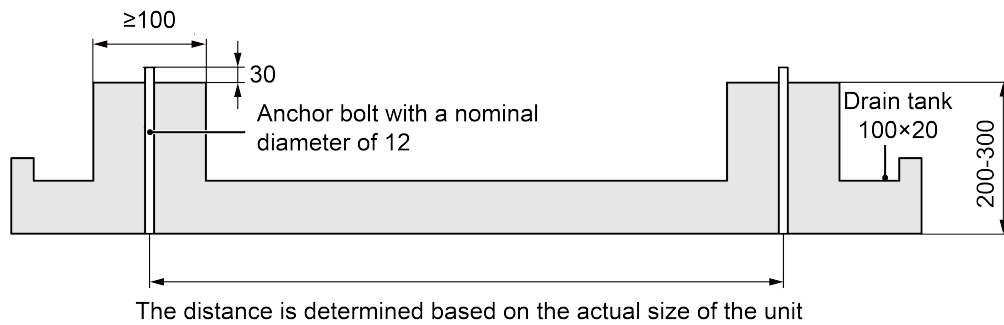 ≥100
30
Anchor bolt with a nominal
diameter of 12
Drain tank
100×20
200-300
The distance is determined based on the actual size of the unit